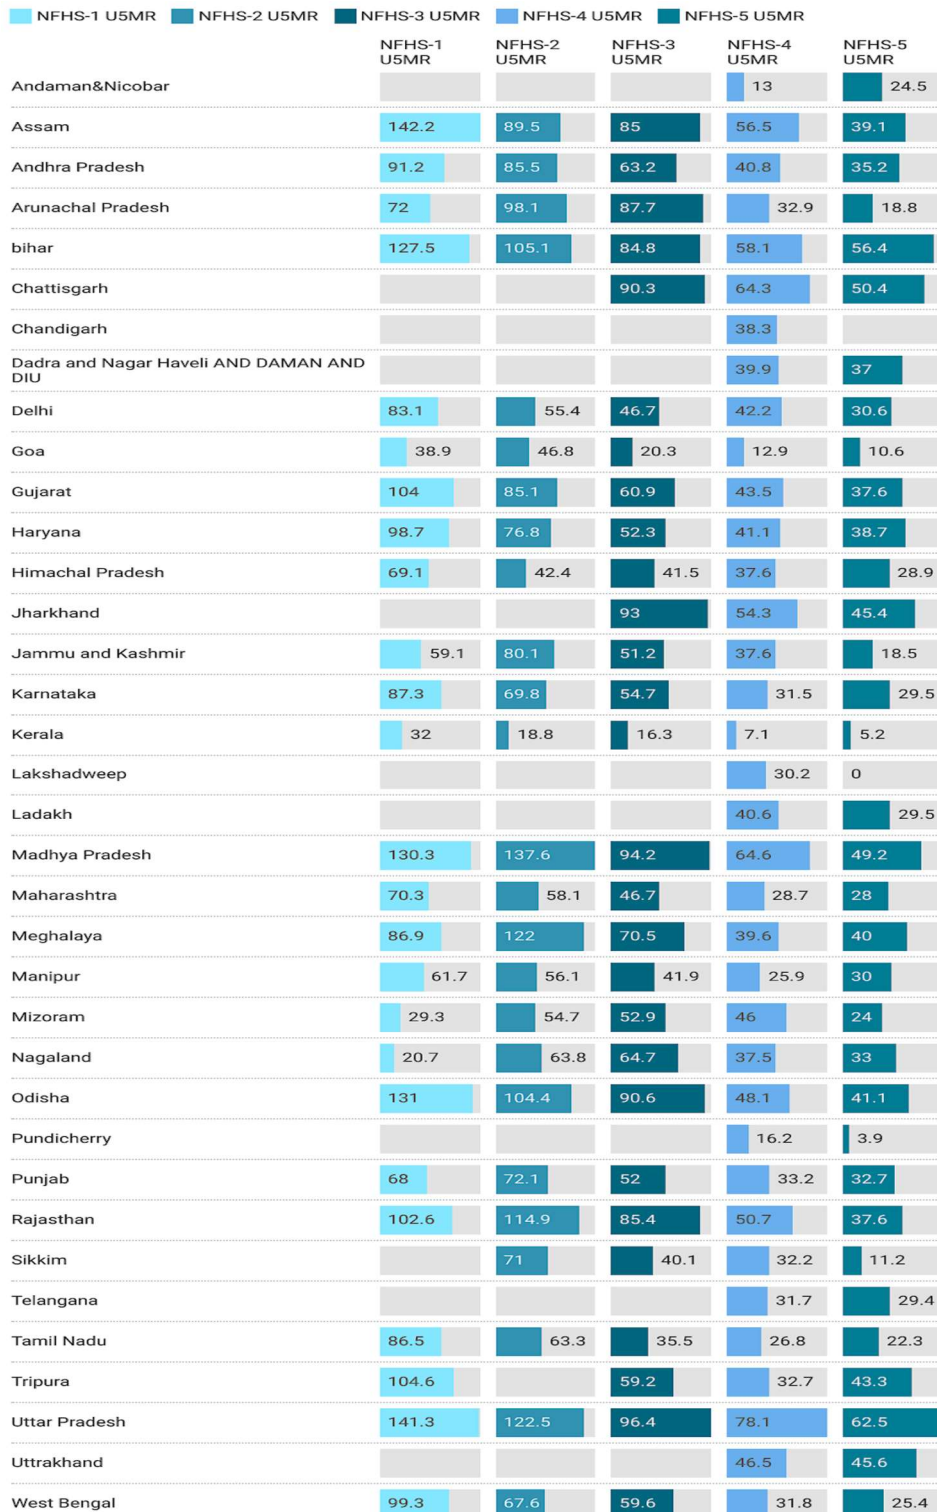 NFHS-1 U5MR NFHS-2 U5MR NFHS-3 U5MR NFHS-4 U5MR NFHS-5 U5MR
NFHS-1 NFHS-2 NFHS-3 NFHS-4 NFHS-5
U5MR U5MR U5MR U5MR U5MR
Andaman&Nicobar 13 24.5
Assam 142.2 89.5 85 56.5 39.1
Andhra Pradesh 91.2 85.5 63.2 40.8 35.2
Arunachal Pradesh 72 98.1 87.7 32.9 18.8
bihar 127.5 105.1 84.8 58.1 56.4
Chattisgarh 90.3 64.3 50.4
Chandigarh 38.3
Dadra and Nagar Haveli AND DAMAN AND
DIU 39.9 37
Delhi 83.1 55.4 46.7 42.2 30.6
Goa 38.9 46.8 20.3 12.9 10.6
Gujarat 104 85.1 60.9 43.5 37.6
Haryana 98.7 76.8 52.3 41.1 38.7
Himachal Pradesh 69.1 42.4 41.5 37.6 28.9
Jharkhand 93 54.3 45.4
Jammu and Kashmir 59.1 80.1 51.2 37.6 18.5
Karnataka 87.3 69.8 54.7 31.5 29.5
Kerala 32 18.8 16.3 7.1 5.2
Lakshadweep 30.2 0
Ladakh 40.6 29.5
Madhya Pradesh 130.3 137.6 94.2 64.6 49.2
Maharashtra 70.3 58.1 46.7 28.7 28
Meghalaya 86.9 122 70.5 39.6 40
Manipur 61.7 56.1 41.9 25.9 30
Mizoram 29.3 54.7 52.9 46 24
Nagaland 20.7 63.8 64.7 37.5 33
Odisha 131 104.4 90.6 48.1 41.1
Pundicherry 16.2 3.9
Punjab 68 72.1 52 33.2 32.7
Rajasthan 102.6 114.9 85.4 50.7 37.6
Sikkim 71 40.1 32.2 11.2
Telangana 31.7 29.4
Tamil Nadu 86.5 63.3 35.5 26.8 22.3
Tripura 104.6 59.2 32.7 43.3
Uttar Pradesh 141.3 122.5 96.4 78.1 62.5
Uttrakhand 46.5 45.6
West Bengal 99.3 67.6 59.6 31.8 25.4